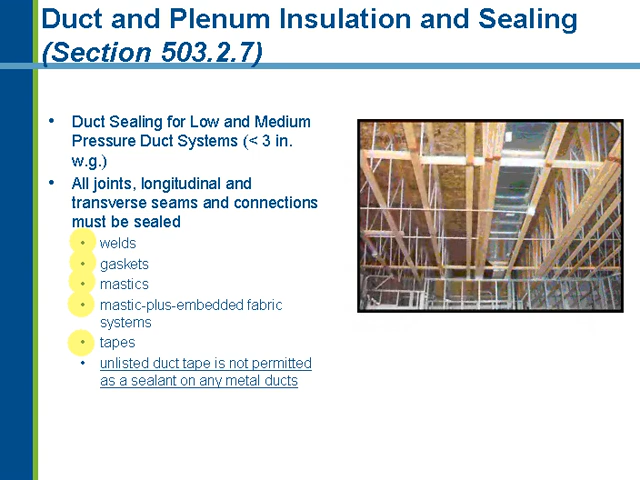 Duct and Plenum Insulation and Sealing
(Section 503.2.7)
• Duct Sealing for Low and Medium
Pressure Duct Systems (< 3 in.
w.g.)
• All joints, longitudinal and
transverse seams and connections
must be sealed
• welds
• gaskets
• mastics
• mastic-plus-embedded fabric
systems
• tapes
• unlisted duct tape is not permitted
as a sealant on any metal ducts